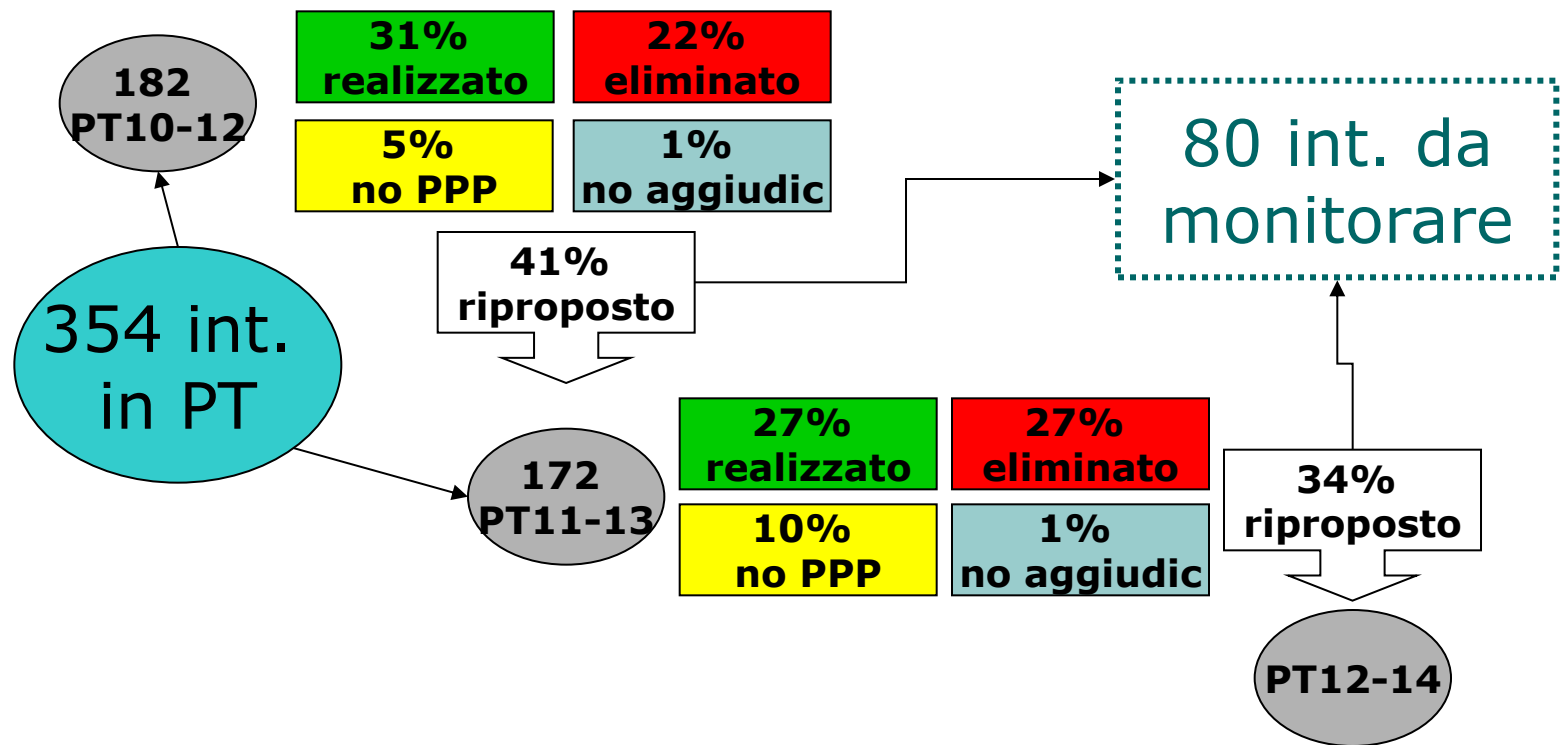 31%
realizzato
22%
eliminato
182
PT10-12
5%
no PPP
1%
no aggiudic
80 int. da
monitorare
41%
riproposto
354 int.
in PT
27%
realizzato
27%
eliminato
172
PT11-13
34%
riproposto
10%
no PPP
1%
no aggiudic
PT12-14